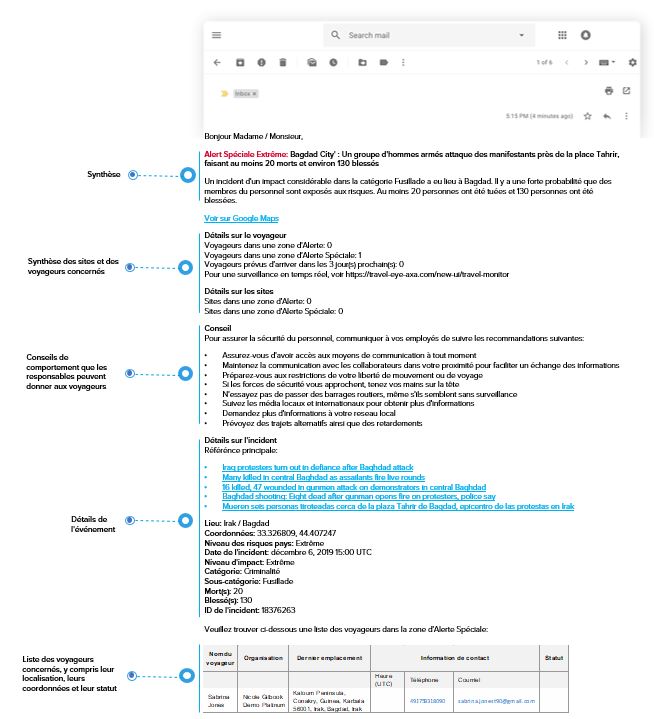 Search mail
1 of 6
Inbox ×
5:15 PM (4 minutes ago)
Bonjour Madame / Monsieur,
Synthèse
Alert Spéciale Extrême: Bagdad City' : Un groupe d'hommes armés attaque des manifestants près de la place Tahrir,
faisant au moins 20 morts et environ 130 blessés
Un incident d'un impact considérable dans la catégorie Fusillade a eu lieu à Bagdad. Il y a une forte probabilité que des
membres du personnel sont exposés aux risques. Au moins 20 personnes ont été tuées et 130 personnes ont été
blessées.
Voir sur Google Maps
Synthèse des sites et des
voyageurs concernés
Détails sur le voyageur
Voyageurs dans une zone d'Alerte: 0
Voyageurs dans une zone d'Alerte Spéciale: 1
Voyageurs prévus d'arriver dans les 3 jour(s) prochain(s): 0
Pour une surveillance en temps réel, voir https://travel-eye-axa.com/new-ui/travel-monitor
Détails sur les sites
Sites dans une zone d'Alerte: 0
Sites dans une zone d'Alerte Spéciale: 0
Conseils de
comportement que les
responsables peuvent
donner aux voyageurs
Conseil
Pour assurer la sécurité du personnel, communiquer à vos employés de suivre les recommandations suivantes:
• Assurez-vous d'avoir accès aux moyens de communication à tout moment
• Maintenez la communication avec les collaborateurs dans votre proximité pour faciliter un échange des informations
• Préparez-vous aux restrictions de votre liberté de mouvement ou de voyage
• Si les forces de sécurité vous approchent, tenez vos mains sur la tête
• N'essayez pas de passer des barrages routiers, même s'ils semblent sans surveillance
• Suivez les média locaux et internationaux pour obtenir plus d'informations
• Demandez plus d'informations à votre reseau local
• Prévoyez des trajets alternatifs ainsi que des retardements
Détails de
l'événement
Détails sur l'incident
Référence principale:
• Iraq protesters turn out in defiance after Baghdad attack
• Many killed in central Baghdad as assailants fire live rounds
• 16 killed, 47 wounded in gunmen attack on demonstrators in central Baghdad
• Baghdad shooting: Eight dead after gunman opens fire on protesters, police say
• Mueren seis personas tiroteadas cerca de la plaza Tahrir de Bagdad, epicentro de las protestas en Irak
Lieu: Irak / Bagdad
Coordonnées: 33.326809, 44.407247
Niveau des risques pays: Extrême
Date de l'incident: décembre 6, 2019 15:00 UTC
Niveau d'impact: Extrême
Catégorie: Criminalité
Sous-catégorie: Fusillade
Mort(s): 20
Blessé(s): 130
ID de l'incident: 18376263
Veuillez trouver ci-dessous une liste des voyageurs dans la zone d'Alerte Spéciale:
Liste des voyageurs
concernés, y compris leur
localisation, leurs
coordonnées et leur statut
Nom du voyageur Organisation Dernier emplacement Information de contact Statut
Heure (UTC) Téléphone Courriel
Sabrina Jones Nicole Gibook Demo Platinum Kaloum Peninsula, Conakry, Guinea, Karbala 56001, Irak, Bagdad, Irak